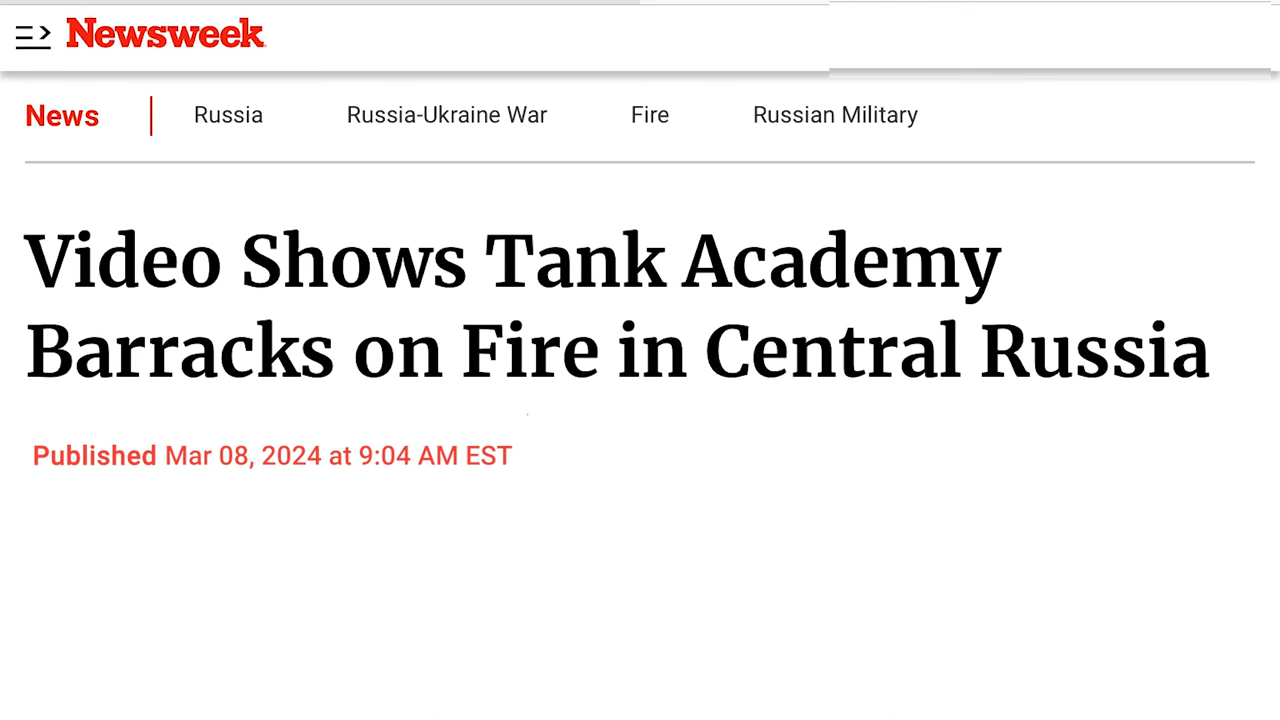 Newsweek
News Russia Russia-Ukraine War Fire Russian Military
Video Shows Tank Academy
Barracks on Fire in Central Russia
Published Mar 08, 2024 at 9:04 AM EST